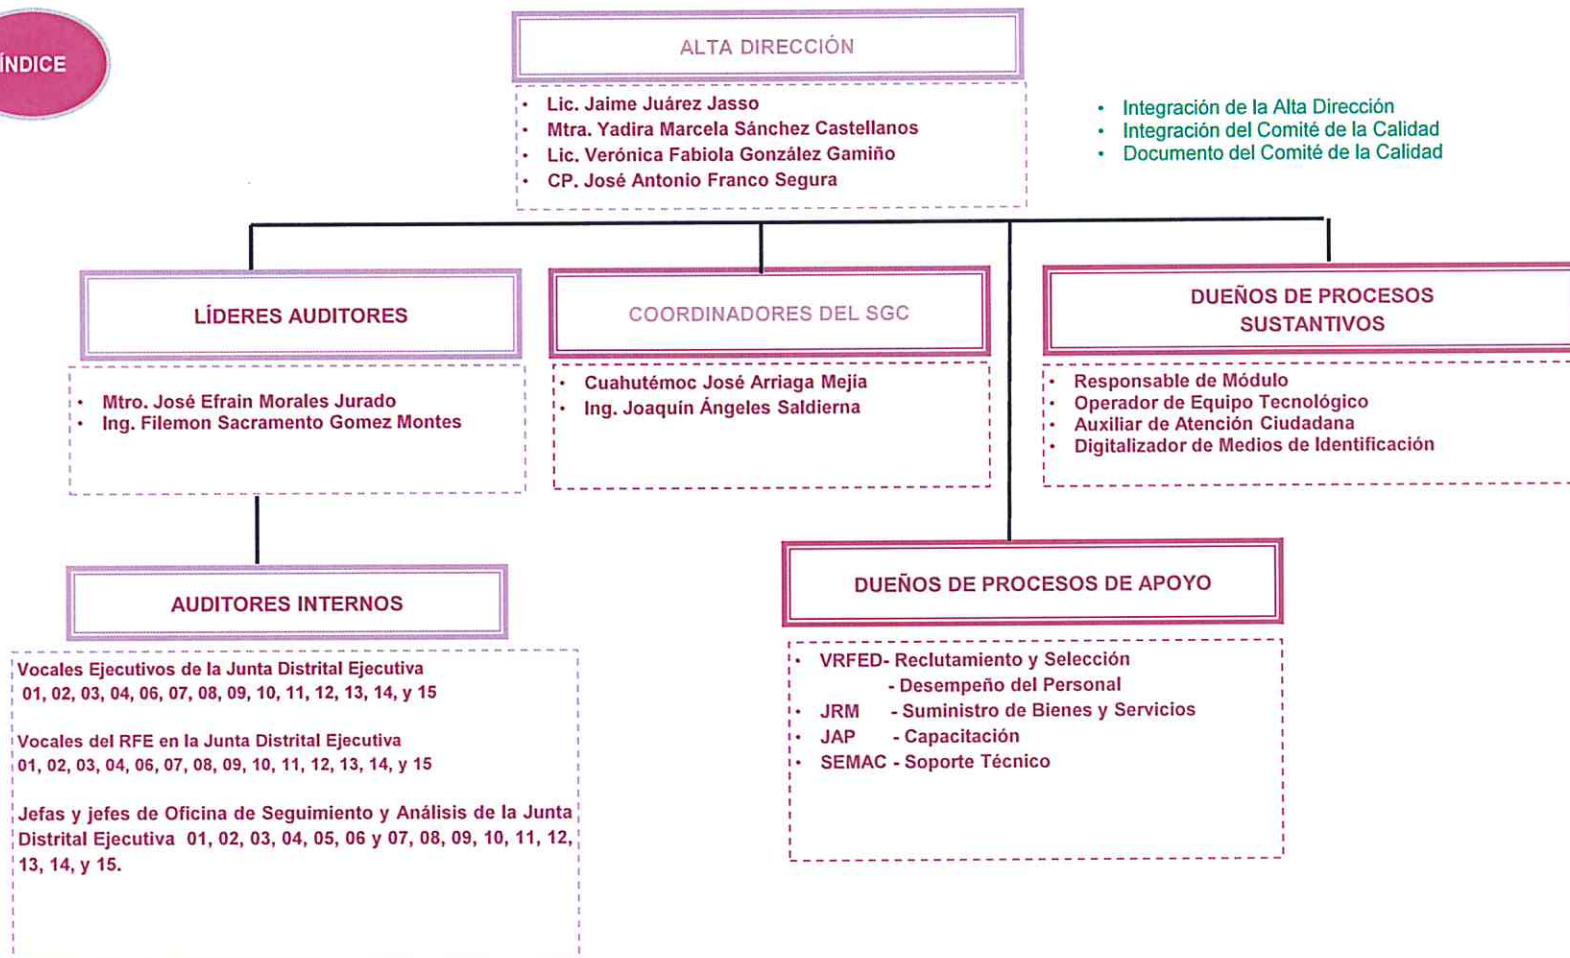 ÍNDICE
ALTA DIRECCIÓN
• Lic. Jaime Juárez Jasso
• Mtra. Yadira Marcela Sánchez Castellanos
• Lic. Verónica Fabiola González Gamiño
• CP. José Antonio Franco Segura
• Integración de la Alta Dirección
• Integración del Comité de la Calidad
• Documento del Comité de la Calidad
LÍDERES AUDITORES
• Mtro. José Efrain Morales Jurado
• Ing. Filemon Sacramento Gomez Montes
COORDINADORES DEL SGC
• Cuahutémoc José Arriaga Mejía
• Ing. Joaquín Ángeles Saldierna
DUEÑOS DE PROCESOS
SUSTANTIVOS
• Responsable de Módulo
• Operador de Equipo Tecnológico
• Auxiliar de Atención Ciudadana
• Digitalizador de Medios de Identificación
AUDITORES INTERNOS
Vocales Ejecutivos de la Junta Distrital Ejecutiva
01, 02, 03, 04, 06, 07, 08, 09, 10, 11, 12, 13, 14, y 15
Vocales del RFE en la Junta Distrital Ejecutiva
01, 02, 03, 04, 06, 07, 08, 09, 10, 11, 12, 13, 14, y 15
Jefas y jefes de Oficina de Seguimiento y Análisis de la Junta
Distrital Ejecutiva 01, 02, 03, 04, 05, 06 y 07, 08, 09, 10, 11, 12,
13, 14, y 15.
DUEÑOS DE PROCESOS DE APOYO
• VRFED- Reclutamiento y Selección
- Desempeño del Personal
• JRM - Suministro de Bienes y Servicios
• JAP - Capacitación
• SEMAC - Soporte Técnico